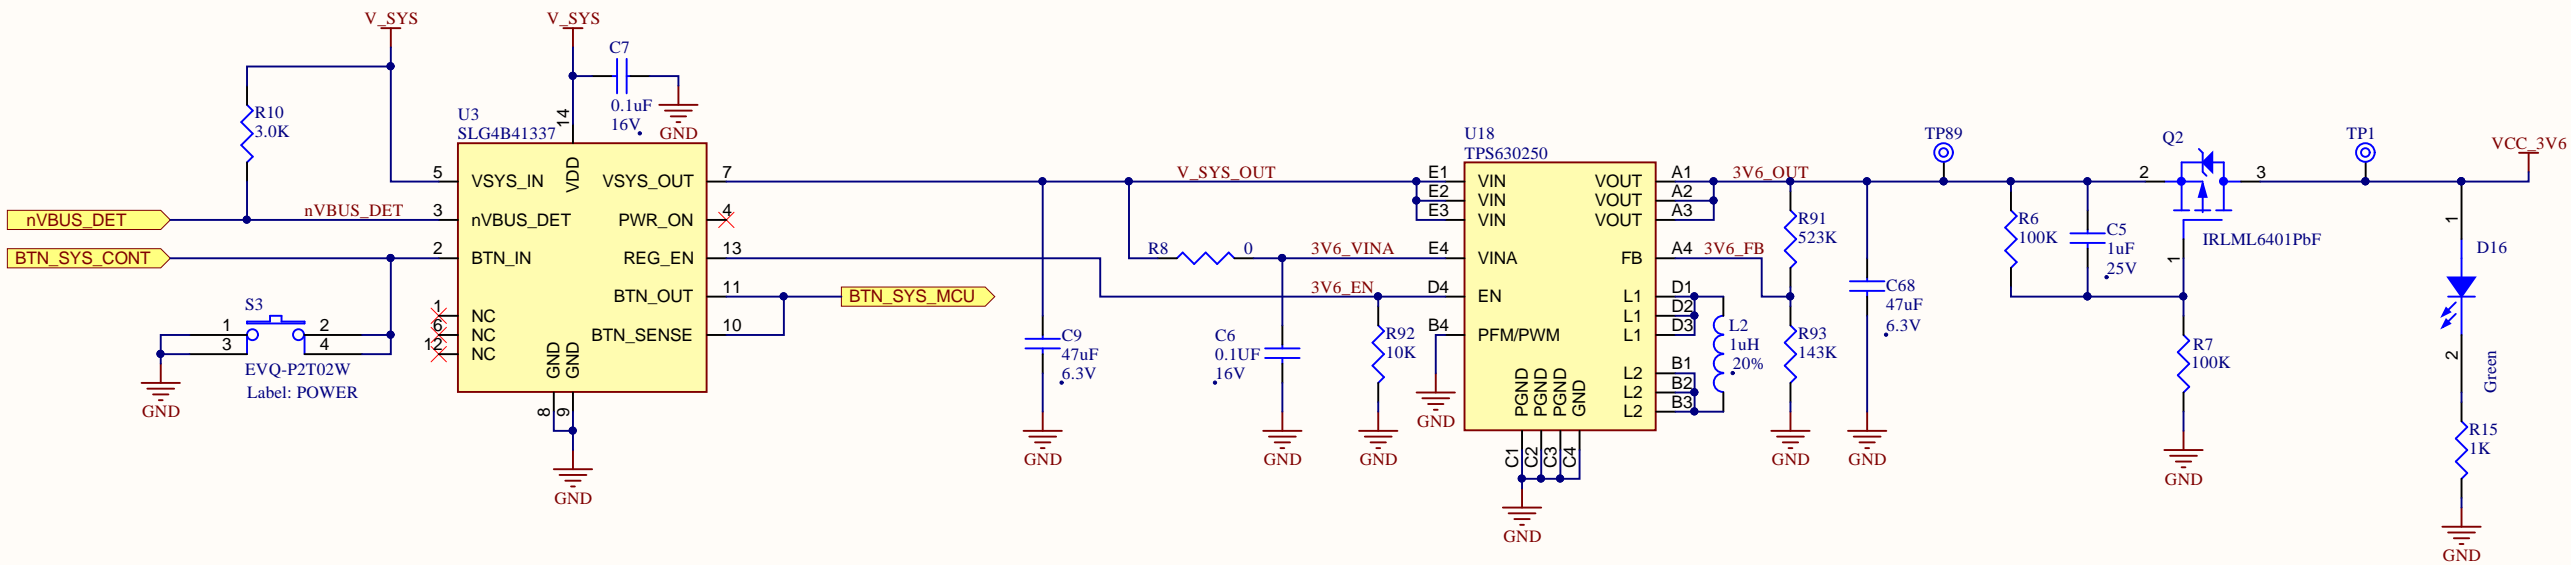 V_SYS
V_SYS
C7
0.1uF
16V
GND
R10
3.0K
U3
SLG4B41337
14
VDD
5
VSYS_IN
VSYS_OUT
7
nVBUS_DET
nVBUS_DET
3
nVBUS_DET
PWR_ON
4
BTN_SYS_CONT
2
BTN_IN
REG_EN
13
BTN_OUT
11
BTN_SYS_MCU
BTN_SENSE
10
1
NC
6
NC
12
NC
GND
GND
8
9
GND
S3
1
2
3
4
EVQ-P2T02W
Label: POWER
GND
V_SYS_OUT
R8
0
3V6_VINA
3V6_EN
C9
47uF
6.3V
GND
C6
0.1UF
16V
GND
R92
10K
GND
GND
U18
TPS630250
E1
VIN
E2
VIN
E3
VIN
E4
VINA
D4
EN
B4
PFM/PWM
VOUT
A1
VOUT
A2
VOUT
A3
FB
A4
L1
D1
L1
D2
L1
D3
L2
B1
L2
B2
L2
B3
PGND
PGND
PGND
GND
C1
C2
C3
C4
GND
3V6_OUT
3V6_FB
L2
1uH
20%
R91
523K
R93
143K
GND
C68
47uF
6.3V
GND
TP89
R6
100K
C5
1uF
25V
Q2
2
3
1
IRLML6401PbF
R7
100K
GND
TP1
VCC_3V6
1
D16
2
Green
R15
1K
GND